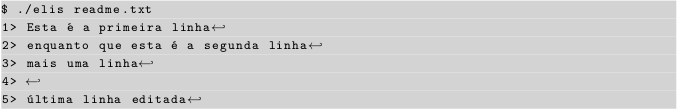 $ ./elis readme.txt
1> Esta é a primeira linha↩
2> enquanto que esta é a segunda linha↩
3> mais uma linha↩
4> ↩
5> última linha editada↩